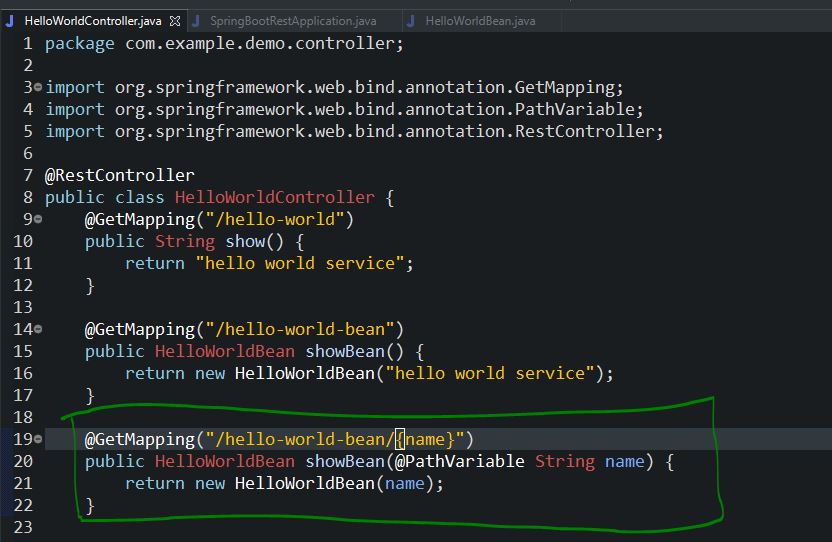 HelloWorldController.java SpringBootRestApplication.java HelloWorldBean.java
1 package com.example.demo.controller;
2
3 import org.springframework.web.bind.annotation.GetMapping;
4 import org.springframework.web.bind.annotation.PathVariable;
5 import org.springframework.web.bind.annotation.RestController;
6
7 @RestController
8 public class HelloWorldController {
9     @GetMapping("/hello-world")
10     public String show() {
11         return "hello world service";
12     }
13
14     @GetMapping("/hello-world-bean")
15     public HelloWorldBean showBean() {
16         return new HelloWorldBean("hello world service");
17     }
18
19     @GetMapping("/hello-world-bean/{name}")
20     public HelloWorldBean showBean(@PathVariable String name) {
21         return new HelloWorldBean(name);
22     }
23